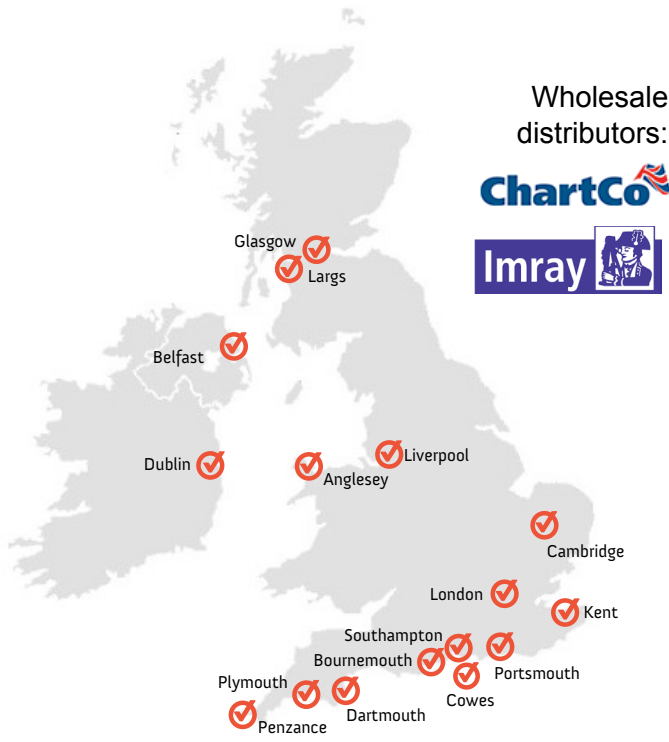 Wholesale
distributors:
ChartCo
Imray
Glasgow
Largs
Belfast
Dublin
Anglesey
Liverpool
Cambridge
London
Kent
Southampton
Bournemouth
Portsmouth
Plymouth
Cowes
Dartmouth
Penzance